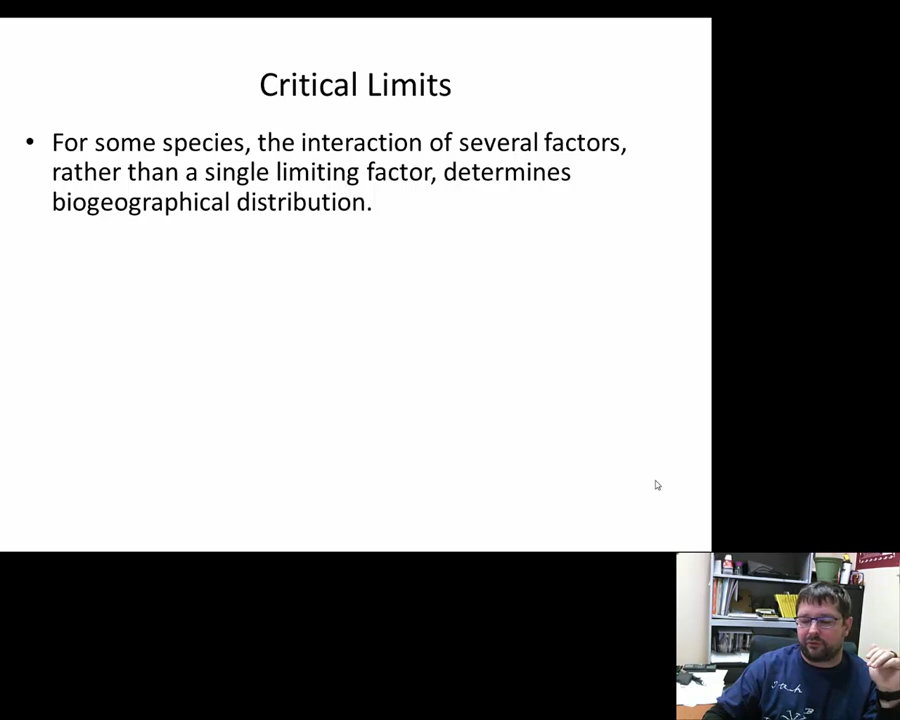 Critical Limits
• For some species, the interaction of several factors,
rather than a single limiting factor, determines
biogeographical distribution.